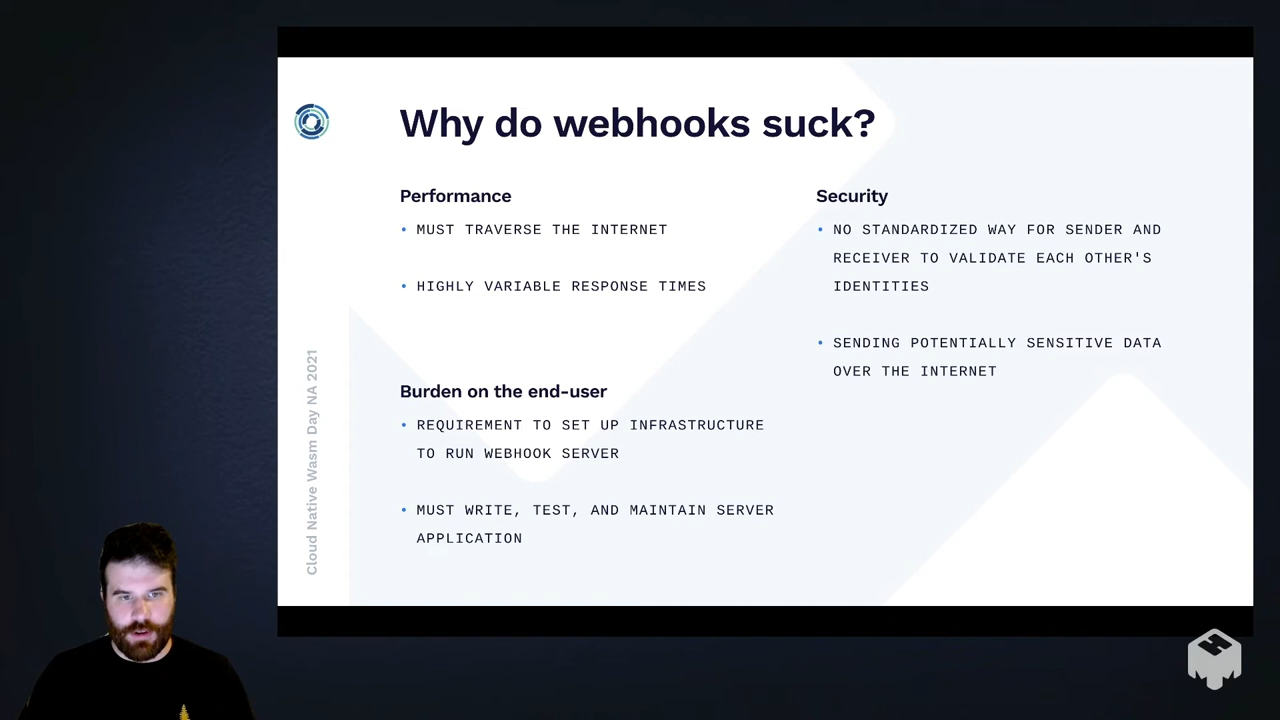 Why do webhooks suck?
Performance
• MUST TRAVERSE THE INTERNET
• HIGHLY VARIABLE RESPONSE TIMES
Burden on the end-user
• REQUIREMENT TO SET UP INFRASTRUCTURE
TO RUN WEBHOOK SERVER
• MUST WRITE, TEST, AND MAINTAIN SERVER
APPLICATION
Security
• NO STANDARDIZED WAY FOR SENDER AND
RECEIVER TO VALIDATE EACH OTHER'S
IDENTITIES
• SENDING POTENTIALLY SENSITIVE DATA
OVER THE INTERNET
Cloud Native Wasm Day NA 2021